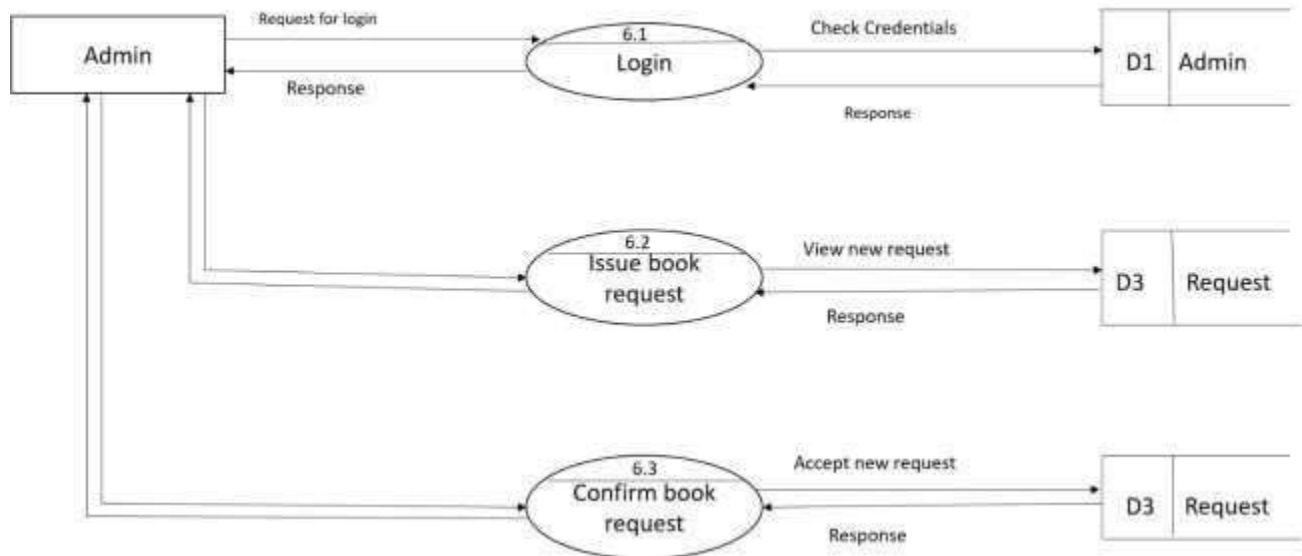 Request for login
Admin
Response
6.1
Login
Check Credentials
Response
D1 Admin
6.2
Issue book
request
View new request
Response
D3 Request
6.3
Confirm book
request
Accept new request
Response
D3 Request